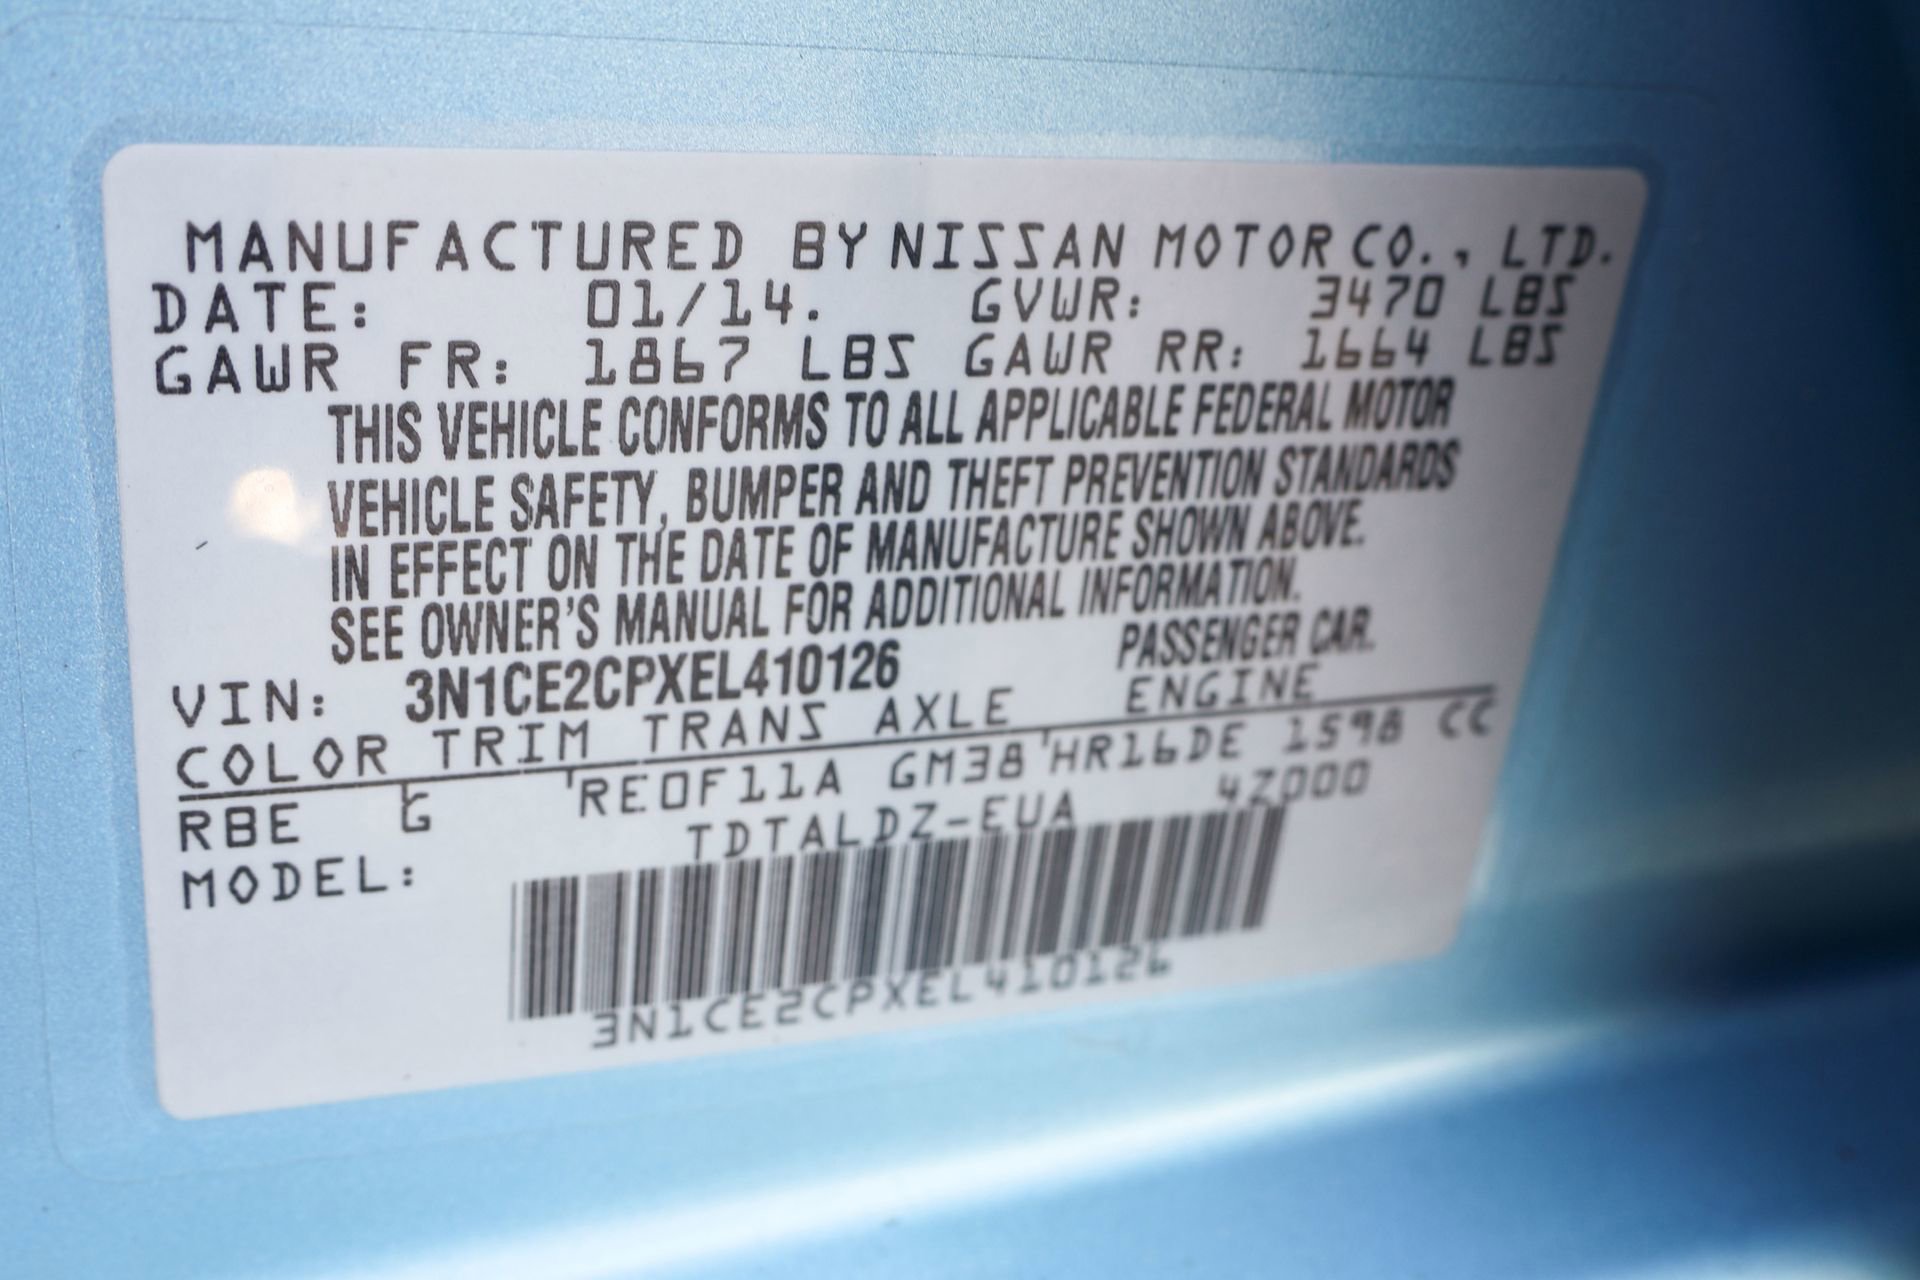 MANUFACTURED BY NISSAN MOTOR CO., LTD.
DATE: 01/14. GVWR: 3470 LBS
GAWR FR: 1867 LBS GAWR RR: 1664 LBS
THIS VEHICLE CONFORMS TO ALL APPLICABLE FEDERAL MOTOR
VEHICLE SAFETY, BUMPER AND THEFT PREVENTION STANDARDS
IN EFFECT ON THE DATE OF MANUFACTURE SHOWN ABOVE.
SEE OWNER'S MANUAL FOR ADDITIONAL INFORMATION.
VIN: 3N1CE2CPXEL410126 PASSENGER CAR.
COLOR TRIM TRANS AXLE ENGINE
RBE G 'RE0F11A GM38'HR16DE 1598 CC
MODEL: TDTALDZ-EUA 4Z000
3N1CE2CPXEL410126